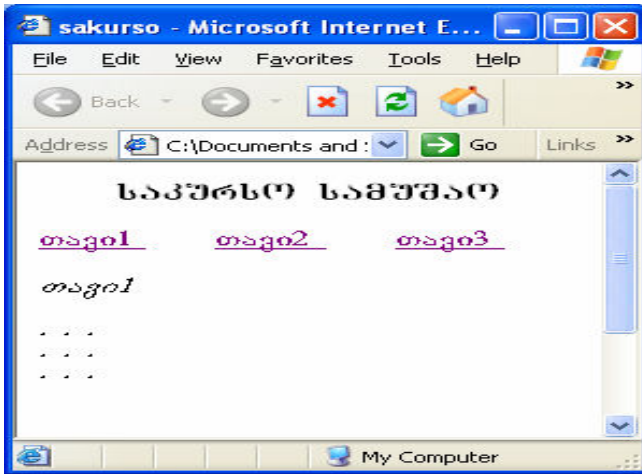 sakurso - Microsoft Internet E...
File Edit View Favorites Tools Help
Back
Address C:\Documents and : Go Links »
საკურსო სამუშაო
თავი1 თავი2 თავი3
თავი1
. . .
. . .
. . .
My Computer